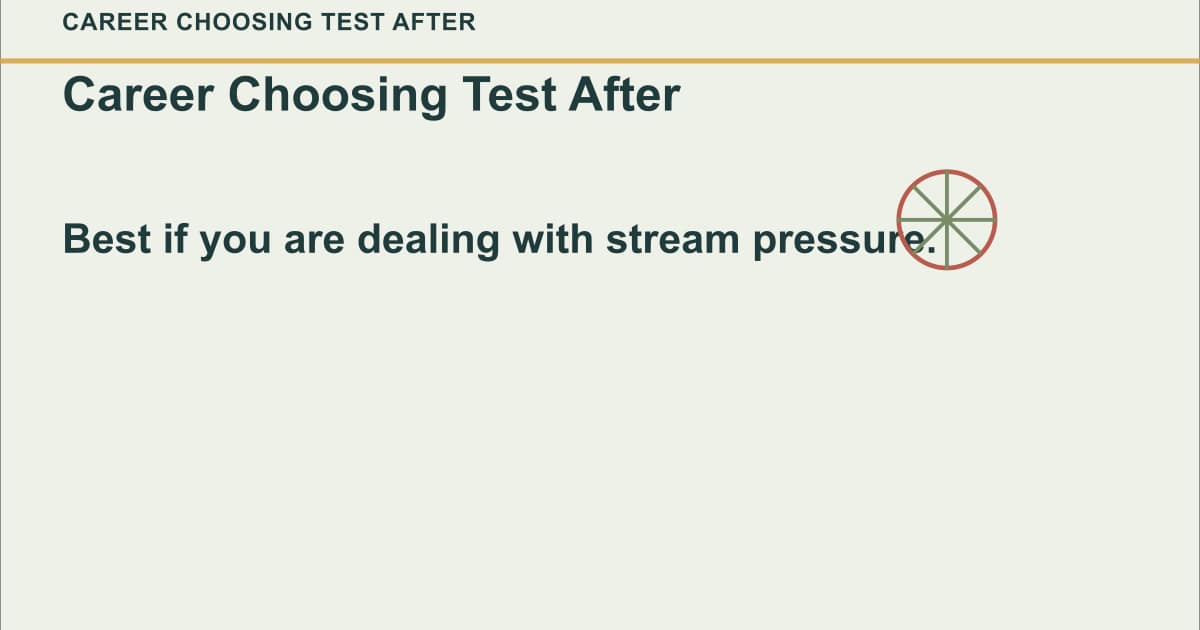 CAREER CHOOSING TEST AFTER
Career Choosing Test After
Best if you are dealing with stream pressure.